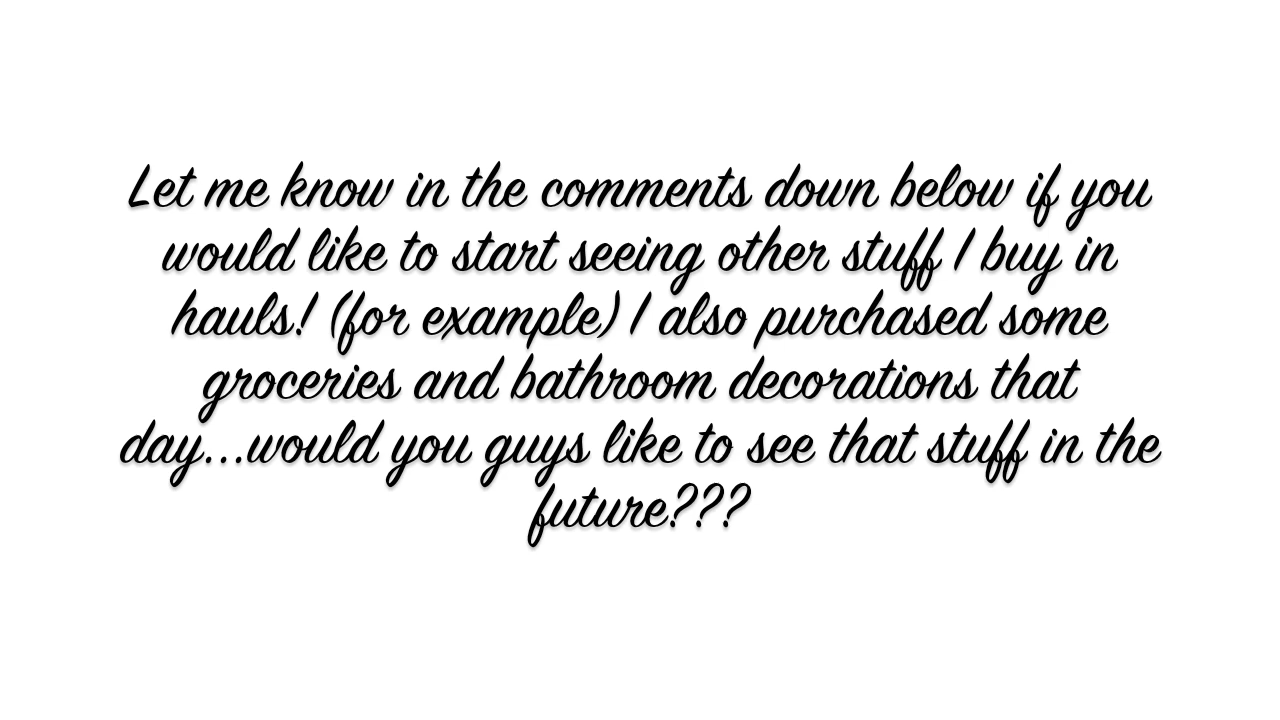 Let me know in the comments down below if you
would like to start seeing other stuff I buy in
hauls! (for example) I also purchased some
groceries and bathroom decorations that
day...would you guys like to see that stuff in the
future???